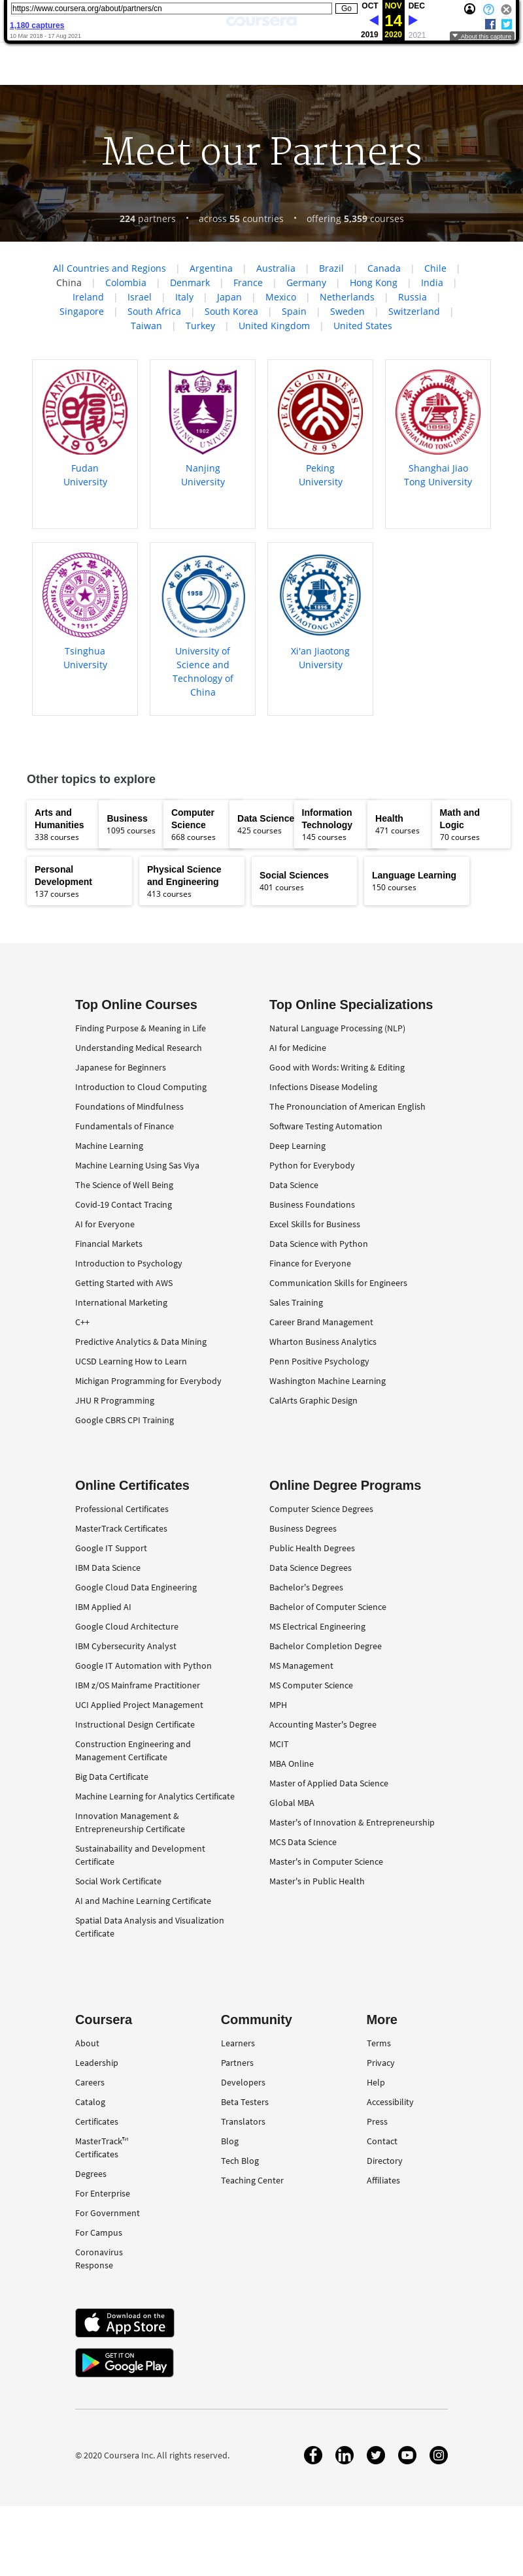 https://www.coursera.org/about/partners/cn Go OCT NOV DEC
coursera
14
1,180 captures
10 Mar 2018 - 17 Aug 2021
2019 2020 2021
About this capture
Meet our Partners
224 partners • across 55 countries • offering 5,359 courses
All Countries and Regions | Argentina | Australia | Brazil | Canada | Chile |
China | Colombia | Denmark | France | Germany | Hong Kong | India |
Ireland | Israel | Italy | Japan | Mexico | Netherlands | Russia |
Singapore | South Africa | South Korea | Spain | Sweden | Switzerland |
Taiwan | Turkey | United Kingdom | United States
FUDAN UNIVERSITY
1905
Fudan
University
NANJING UNIVERSITY
1902
Nanjing
University
PEKING UNIVERSITY
1898
Peking
University
SHANGHAI JIAO TONG UNIVERSITY
1896
Shanghai Jiao
Tong University
TSINGHUA UNIVERSITY
1911
Tsinghua
University
1958
University of Science and Technology of China
University of
Science and
Technology of
China
XI'AN JIAOTONG UNIVERSITY
1896
Xi'an Jiaotong
University
Other topics to explore
Arts and
Humanities
338 courses
Business
1095 courses
Computer
Science
668 courses
Data Science
425 courses
Information
Technology
145 courses
Health
471 courses
Math and
Logic
70 courses
Personal
Development
137 courses
Physical Science
and Engineering
413 courses
Social Sciences
401 courses
Language Learning
150 courses
Top Online Courses
Finding Purpose & Meaning in Life
Understanding Medical Research
Japanese for Beginners
Introduction to Cloud Computing
Foundations of Mindfulness
Fundamentals of Finance
Machine Learning
Machine Learning Using Sas Viya
The Science of Well Being
Covid-19 Contact Tracing
AI for Everyone
Financial Markets
Introduction to Psychology
Getting Started with AWS
International Marketing
C++
Predictive Analytics & Data Mining
UCSD Learning How to Learn
Michigan Programming for Everybody
JHU R Programming
Google CBRS CPI Training
Top Online Specializations
Natural Language Processing (NLP)
AI for Medicine
Good with Words: Writing & Editing
Infections Disease Modeling
The Pronounciation of American English
Software Testing Automation
Deep Learning
Python for Everybody
Data Science
Business Foundations
Excel Skills for Business
Data Science with Python
Finance for Everyone
Communication Skills for Engineers
Sales Training
Career Brand Management
Wharton Business Analytics
Penn Positive Psychology
Washington Machine Learning
CalArts Graphic Design
Online Certificates
Professional Certificates
MasterTrack Certificates
Google IT Support
IBM Data Science
Google Cloud Data Engineering
IBM Applied AI
Google Cloud Architecture
IBM Cybersecurity Analyst
Google IT Automation with Python
IBM z/OS Mainframe Practitioner
UCI Applied Project Management
Instructional Design Certificate
Construction Engineering and
Management Certificate
Big Data Certificate
Machine Learning for Analytics Certificate
Innovation Management &
Entrepreneurship Certificate
Sustainabaility and Development
Certificate
Social Work Certificate
AI and Machine Learning Certificate
Spatial Data Analysis and Visualization
Certificate
Online Degree Programs
Computer Science Degrees
Business Degrees
Public Health Degrees
Data Science Degrees
Bachelor's Degrees
Bachelor of Computer Science
MS Electrical Engineering
Bachelor Completion Degree
MS Management
MS Computer Science
MPH
Accounting Master's Degree
MCIT
MBA Online
Master of Applied Data Science
Global MBA
Master's of Innovation & Entrepreneurship
MCS Data Science
Master's in Computer Science
Master's in Public Health
Coursera
About
Leadership
Careers
Catalog
Certificates
MasterTrack™
Certificates
Degrees
For Enterprise
For Government
For Campus
Coronavirus
Response
Community
Learners
Partners
Developers
Beta Testers
Translators
Blog
Tech Blog
Teaching Center
More
Terms
Privacy
Help
Accessibility
Press
Contact
Directory
Affiliates
Download on the
App Store
GET IT ON
Google Play
© 2020 Coursera Inc. All rights reserved.